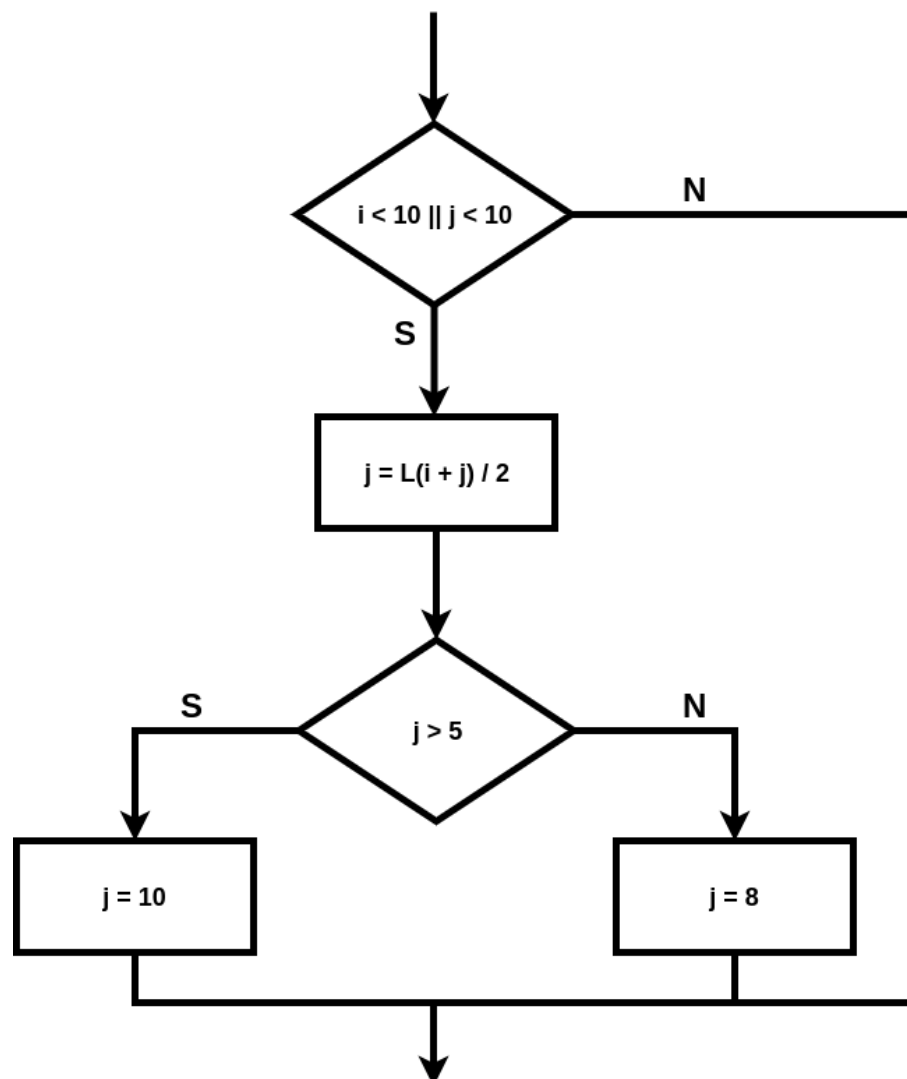 i < 10 || j < 10
N
S
j = L(i + j) / 2
S
N
j > 5
j = 10
j = 8